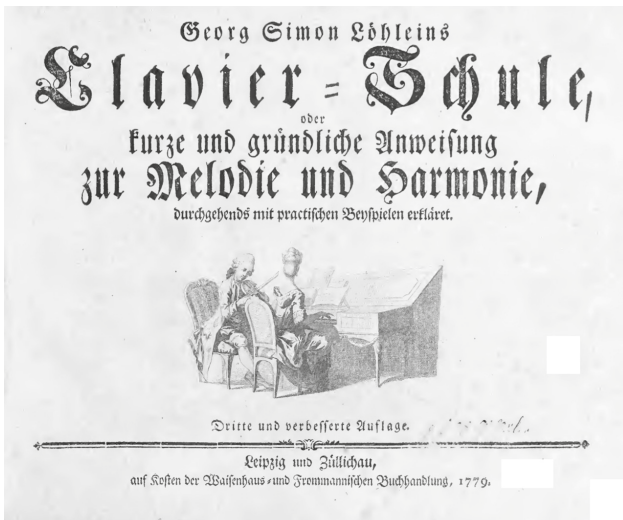 Georg Simon Löhleins
Clavier-Schule,
oder
kurze und gründliche Anweisung
zur Melodie und Harmonie,
durchgehends mit practischen Beyspielen erkläret.
Dritte und verbesserte Auflage.
Leipzig und Züllichau,
auf Kosten der Waisenhaus-und Frommannischen Buchhandlung, 1779.